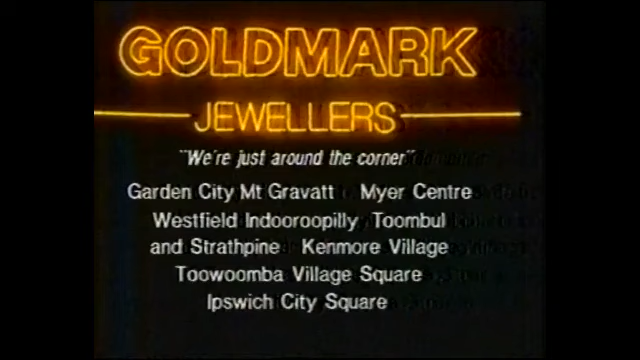 GOLDMARK
JEWELLERS
"We're just around the corner"
Garden City Mt Gravatt Myer Centre
Westfield Indooroopilly Toombul
and Strathpine Kenmore Village
Toowoomba Village Square
Ipswich City Square